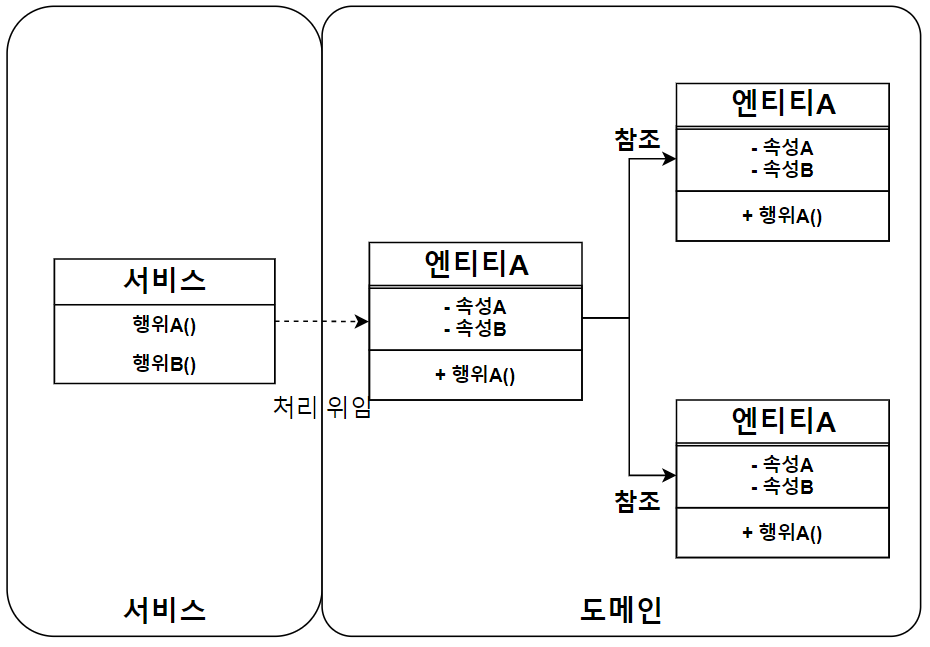 서비스
행위A()
행위B()
처리 위임
엔티티A
- 속성A
- 속성B
+ 행위A()
참조
엔티티A
- 속성A
- 속성B
+ 행위A()
참조
엔티티A
- 속성A
- 속성B
+ 행위A()
서비스
도메인